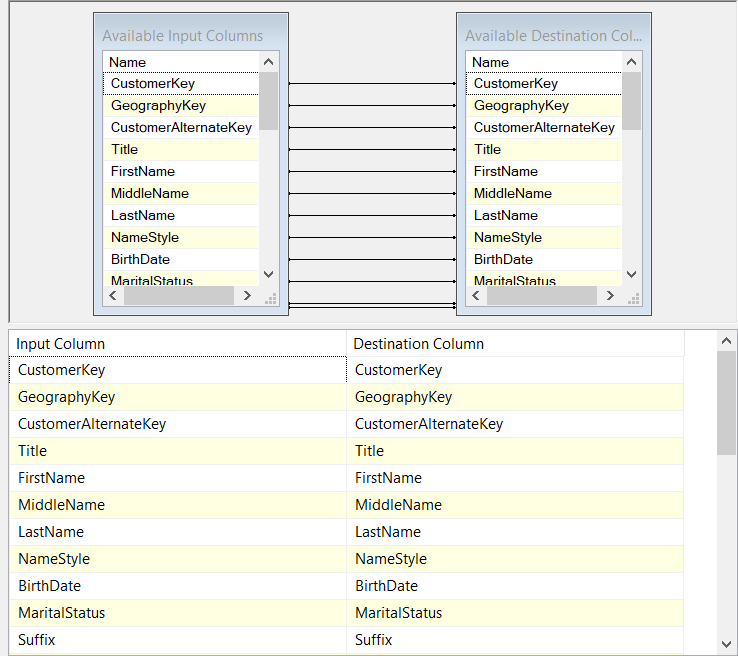 Available Input Columns
Name
CustomerKey
GeographyKey
CustomerAlternateKey
Title
FirstName
MiddleName
LastName
NameStyle
BirthDate
MaritalStatus
Available Destination Col...
Name
CustomerKey
GeographyKey
CustomerAlternateKey
Title
FirstName
MiddleName
LastName
NameStyle
BirthDate
MaritalStatus
Input Column Destination Column
CustomerKey CustomerKey
GeographyKey GeographyKey
CustomerAlternateKey CustomerAlternateKey
Title Title
FirstName FirstName
MiddleName MiddleName
LastName LastName
NameStyle NameStyle
BirthDate BirthDate
MaritalStatus MaritalStatus
Suffix Suffix